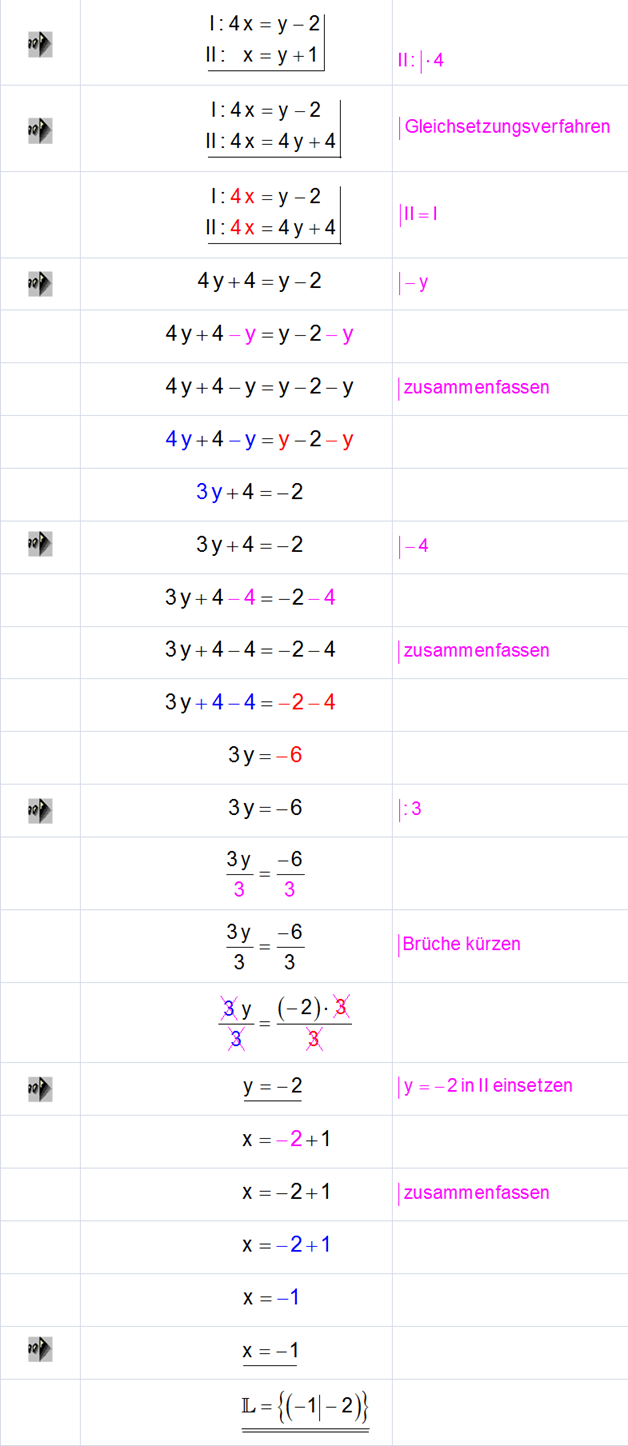 I: 4x = y − 2
II: x = y + 1
II: | · 4
I: 4x = y − 2
II: 4x = 4y + 4
| Gleichsetzungsverfahren
I: 4x = y − 2
II: 4x = 4y + 4
| II = I
4y + 4 = y − 2 | − y
4y + 4 − y = y − 2 − y
4y + 4 − y = y − 2 − y | zusammenfassen
4y + 4 − y = y − 2 − y
3y + 4 = −2
3y + 4 = −2 | − 4
3y + 4 − 4 = −2 − 4
3y + 4 − 4 = −2 − 4 | zusammenfassen
3y + 4 − 4 = −2 − 4
3y = −6
3y = −6 | : 3
3y/3 = −6/3
3y/3 = −6/3 | Brüche kürzen
3y/3 = (−2) · 3/3
y = −2 | y = −2 in II einsetzen
x = −2 + 1
x = −2 + 1 | zusammenfassen
x = −2 + 1
x = −1
x = −1
𝕃 = {(−1 | − 2)}